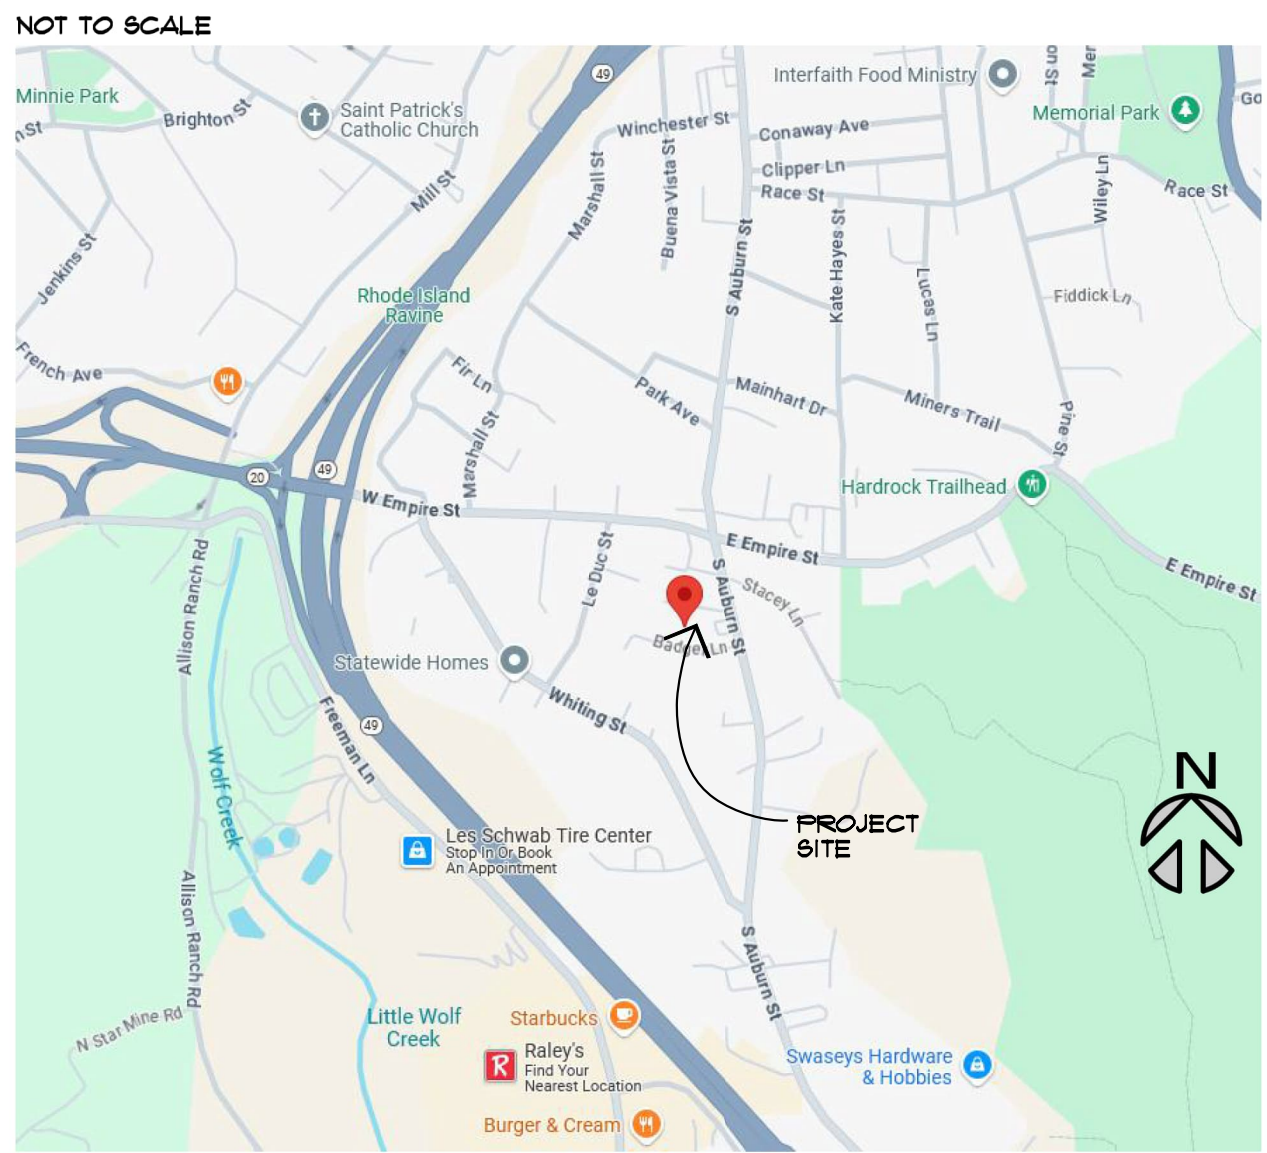 NOT TO SCALE
49
Interfaith Food Ministry
Minnie Park
Saint Patrick's
Catholic Church
Brighton St
Winchester St
Conaway Ave
Memorial Park
Clipper Ln
Race St
Race St
Wiley Ln
Mill St
Marshall St
Buena Vista St
S Auburn St
Kate Hayes St
Lucas Ln
Jenkins St
Rhode Island
Ravine
Fiddick Ln
French Ave
Fir Ln
Park Ave
Mainhart Dr
Miners Trail
Pine St
Marshall St
20
49
W Empire St
Hardrock Trailhead
E Empire St
E Empire St
Allison Ranch Rd
Le Duc St
S Auburn St
Stacey Ln
Badger Ln
Statewide Homes
Whiting St
Freeman Ln
49
Wolf Creek
N
PROJECT
SITE
Les Schwab Tire Center
Stop In Or Book
An Appointment
Allison Ranch Rd
S Auburn St
N Star Mine Rd
Little Wolf
Creek
Starbucks
Raley's
Find Your
Nearest Location
Swaseys Hardware
& Hobbies
Burger & Cream